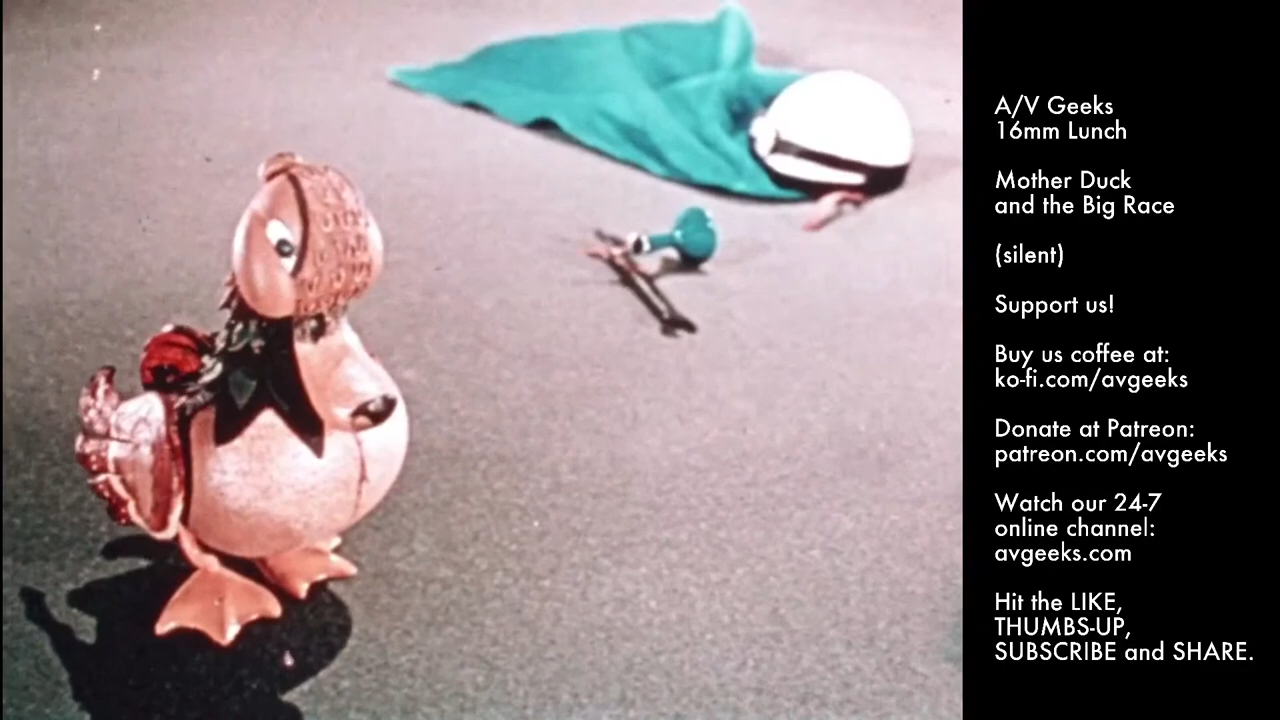 A/V Geeks
16mm Lunch
Mother Duck
and the Big Race
(silent)
Support us!
Buy us coffee at:
ko-fi.com/avgeeks
Donate at Patreon:
patreon.com/avgeeks
Watch our 24-7
online channel:
avgeeks.com
Hit the LIKE,
THUMBS-UP,
SUBSCRIBE and SHARE.